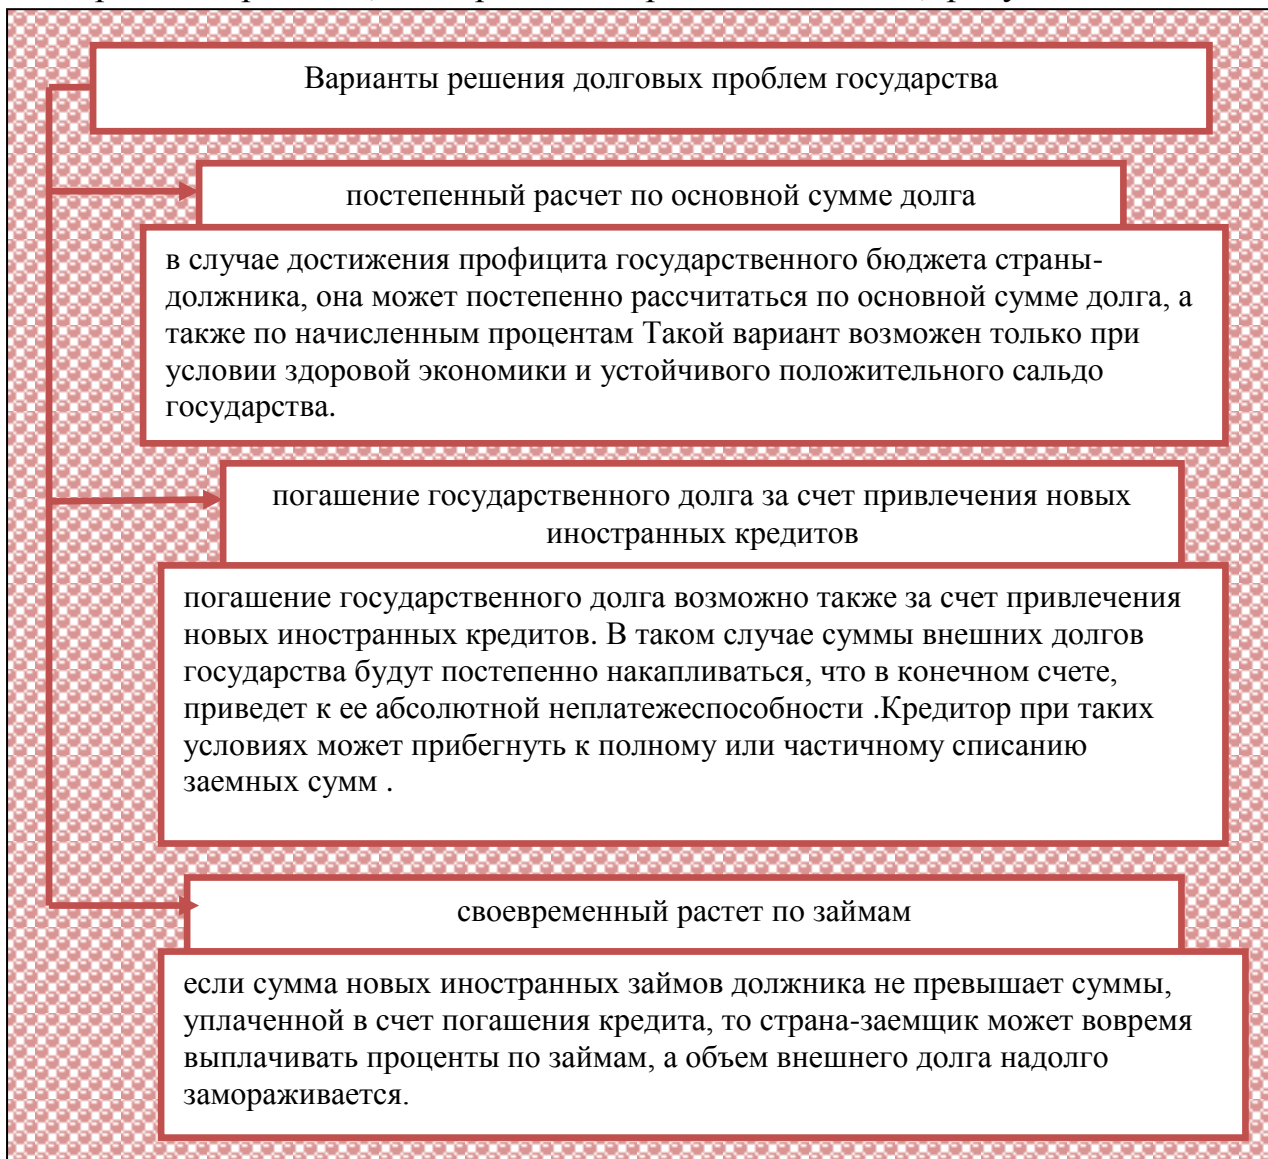 Варианты решения долговых проблем государства
постепенный расчет по основной сумме долга
в случае достижения профицита государственного бюджета страны-
должника, она может постепенно рассчитаться по основной сумме долга, а
также по начисленным процентам Такой вариант возможен только при
условии здоровой экономики и устойчивого положительного сальдо
государства.
погашение государственного долга за счет привлечения новых
иностранных кредитов
погашение государственного долга возможно также за счет привлечения
новых иностранных кредитов. В таком случае суммы внешних долгов
государства будут постепенно накапливаться, что в конечном счете,
приведет к ее абсолютной неплатежеспособности .Кредитор при таких
условиях может прибегнуть к полному или частичному списанию
заемных сумм .
своевременный растет по займам
если сумма новых иностранных займов должника не превышает суммы,
уплаченной в счет погашения кредита, то страна-заемщик может вовремя
выплачивать проценты по займам, а объем внешнего долга надолго
замораживается.